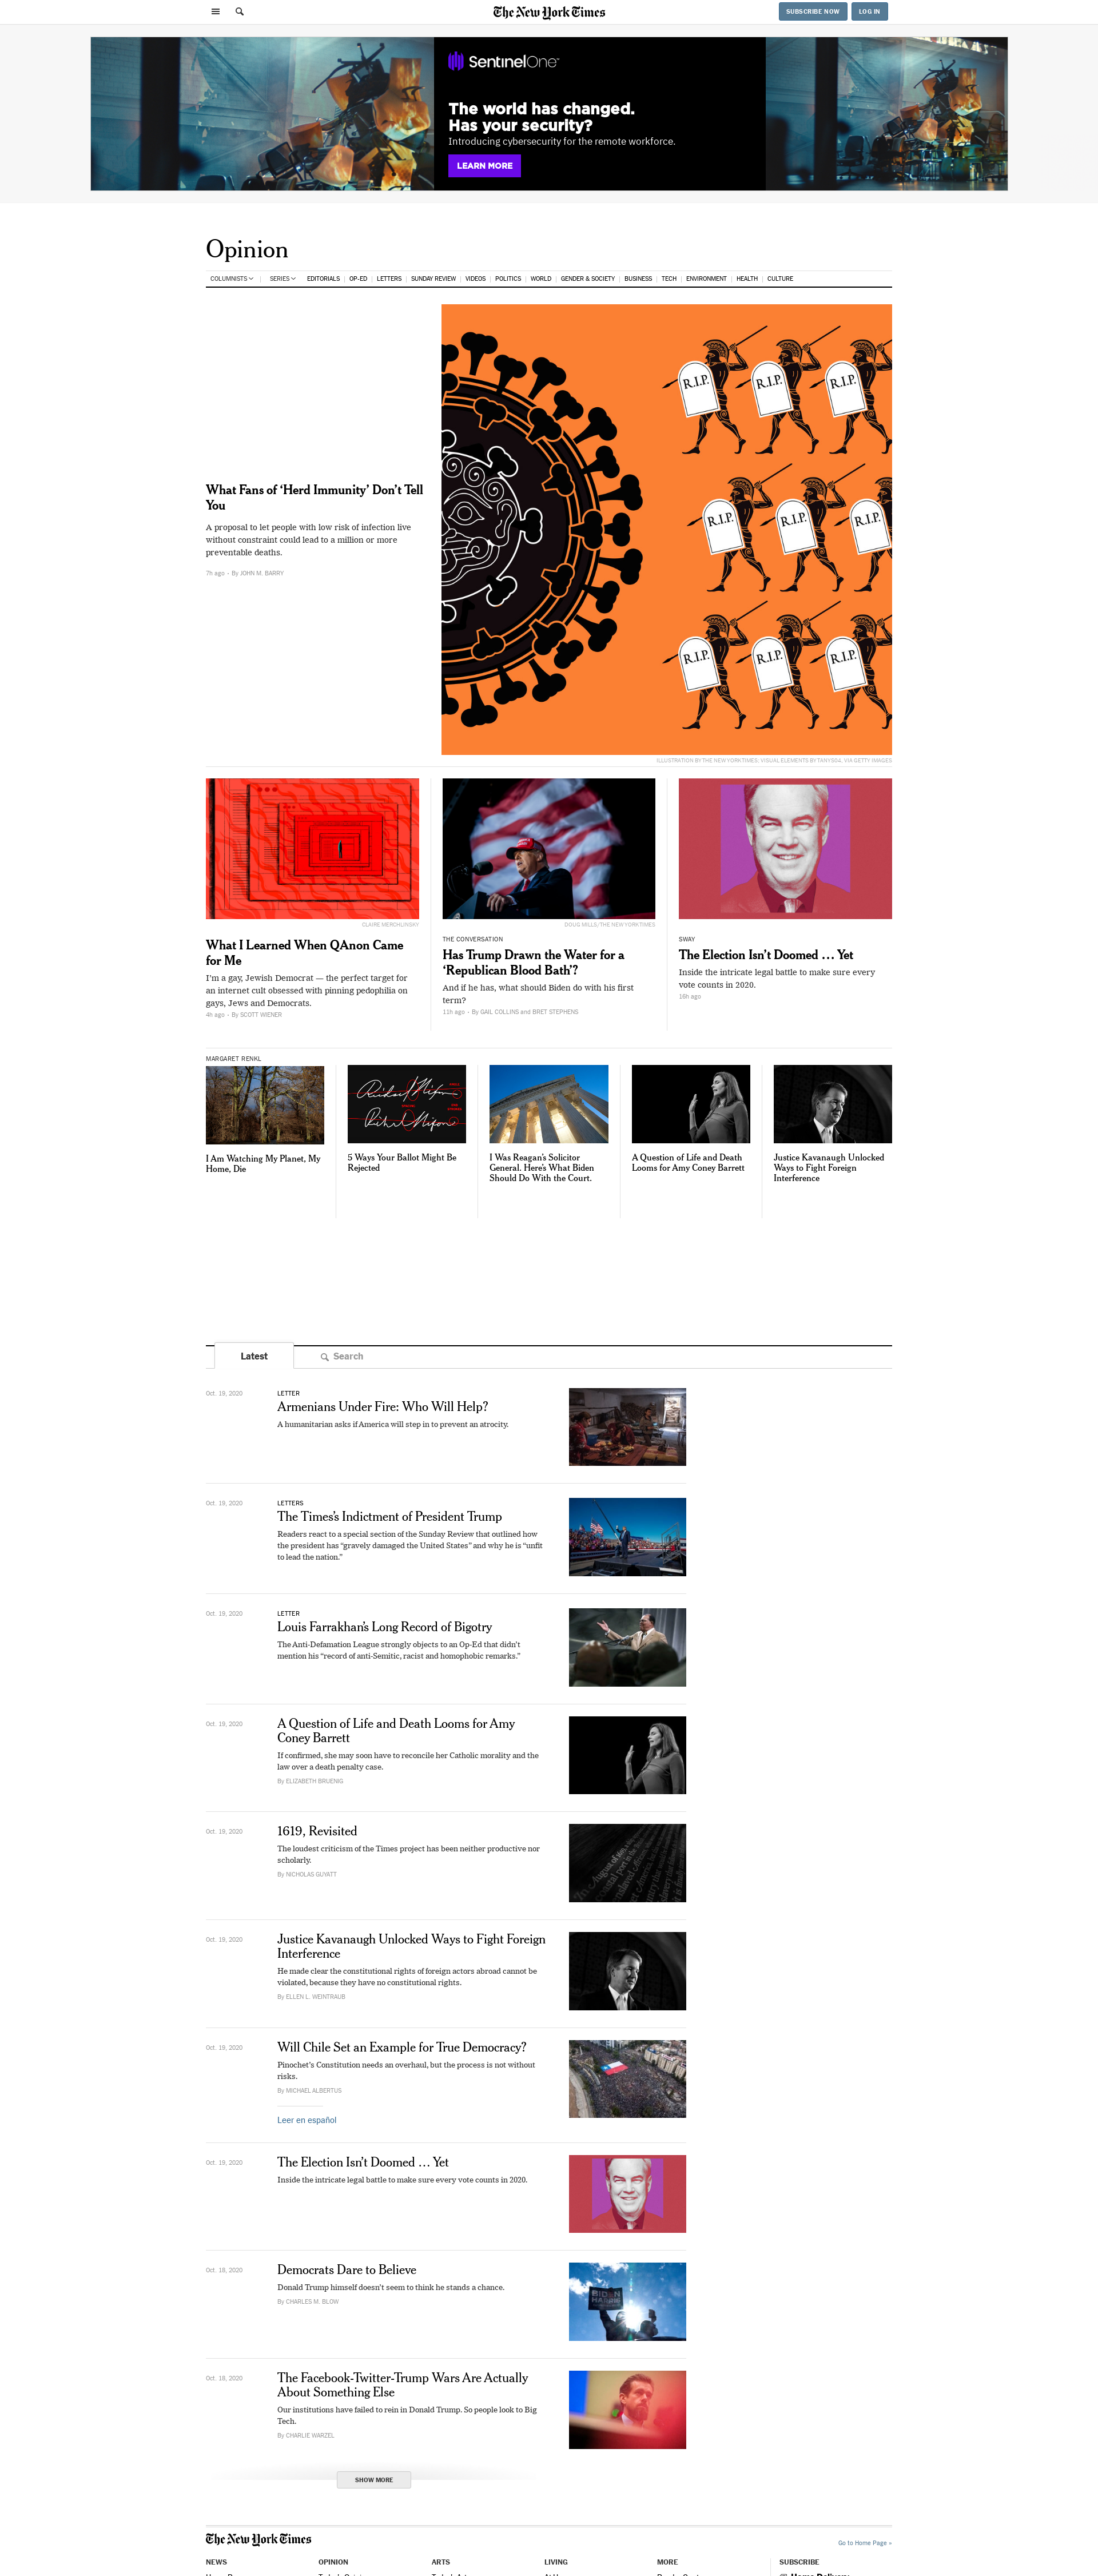 The New York Times
SUBSCRIBE NOW
LOG IN
SentinelOne™
The world has changed.
Has your security?
Introducing cybersecurity for the remote workforce.
LEARN MORE
Opinion
COLUMNISTS
SERIES
EDITORIALS
OP-ED
LETTERS
SUNDAY REVIEW
VIDEOS
POLITICS
WORLD
GENDER & SOCIETY
BUSINESS
TECH
ENVIRONMENT
HEALTH
CULTURE
What Fans of ‘Herd Immunity’ Don’t Tell
You
A proposal to let people with low risk of infection live
without constraint could lead to a million or more
preventable deaths.
7h ago - By JOHN M. BARRY
R.I.P.
R.I.P.
R.I.P.
R.I.P.
R.I.P.
R.I.P.
R.I.P.
R.I.P.
R.I.P.
ILLUSTRATION BY THE NEW YORK TIMES; VISUAL ELEMENTS BY TANYS04, VIA GETTY IMAGES
CLAIRE MERCHLINSKY
What I Learned When QAnon Came
for Me
I’m a gay, Jewish Democrat — the perfect target for
an internet cult obsessed with pinning pedophilia on
gays, Jews and Democrats.
4h ago - By SCOTT WIENER
DOUG MILLS/THE NEW YORK TIMES
THE CONVERSATION
Has Trump Drawn the Water for a
‘Republican Blood Bath’?
And if he has, what should Biden do with his first
term?
11h ago - By GAIL COLLINS and BRET STEPHENS
SWAY
The Election Isn’t Doomed … Yet
Inside the intricate legal battle to make sure every
vote counts in 2020.
16h ago
MARGARET RENKL
I Am Watching My Planet, My
Home, Die
5 Ways Your Ballot Might Be
Rejected
I Was Reagan’s Solicitor
General. Here’s What Biden
Should Do With the Court.
A Question of Life and Death
Looms for Amy Coney Barrett
Justice Kavanaugh Unlocked
Ways to Fight Foreign
Interference
Latest
Search
Oct. 19, 2020
LETTER
Armenians Under Fire: Who Will Help?
A humanitarian asks if America will step in to prevent an atrocity.
Oct. 19, 2020
LETTERS
The Times’s Indictment of President Trump
Readers react to a special section of the Sunday Review that outlined how
the president has “gravely damaged the United States” and why he is “unfit
to lead the nation.”
Oct. 19, 2020
LETTER
Louis Farrakhan’s Long Record of Bigotry
The Anti-Defamation League strongly objects to an Op-Ed that didn’t
mention his “record of anti-Semitic, racist and homophobic remarks.”
Oct. 19, 2020
A Question of Life and Death Looms for Amy
Coney Barrett
If confirmed, she may soon have to reconcile her Catholic morality and the
law over a death penalty case.
By ELIZABETH BRUENIG
Oct. 19, 2020
1619, Revisited
The loudest criticism of the Times project has been neither productive nor
scholarly.
By NICHOLAS GUYATT
Oct. 19, 2020
Justice Kavanaugh Unlocked Ways to Fight Foreign
Interference
He made clear the constitutional rights of foreign actors abroad cannot be
violated, because they have no constitutional rights.
By ELLEN L. WEINTRAUB
Oct. 19, 2020
Will Chile Set an Example for True Democracy?
Pinochet’s Constitution needs an overhaul, but the process is not without
risks.
By MICHAEL ALBERTUS
Leer en español
Oct. 19, 2020
The Election Isn’t Doomed … Yet
Inside the intricate legal battle to make sure every vote counts in 2020.
Oct. 18, 2020
Democrats Dare to Believe
Donald Trump himself doesn’t seem to think he stands a chance.
By CHARLES M. BLOW
Oct. 18, 2020
The Facebook-Twitter-Trump Wars Are Actually
About Something Else
Our institutions have failed to rein in Donald Trump. So people look to Big
Tech.
By CHARLIE WARZEL
SHOW MORE
The New York Times
Go to Home Page »
NEWS
OPINION
ARTS
LIVING
MORE
SUBSCRIBE